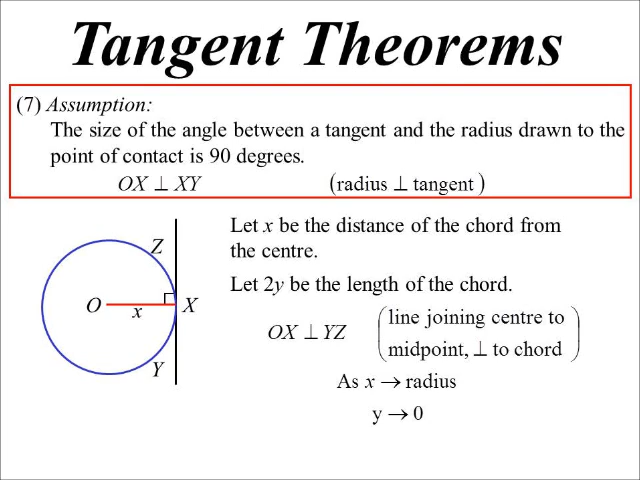 Tangent Theorems
(7) Assumption:
The size of the angle between a tangent and the radius drawn to the
point of contact is 90 degrees.
OX ⊥ XY (radius ⊥ tangent)
Let x be the distance of the chord from
the centre.
Let 2y be the length of the chord.
OX ⊥ YZ (line joining centre to
midpoint, ⊥ to chord)
As x → radius
y → 0
Z
O
x
X
Y